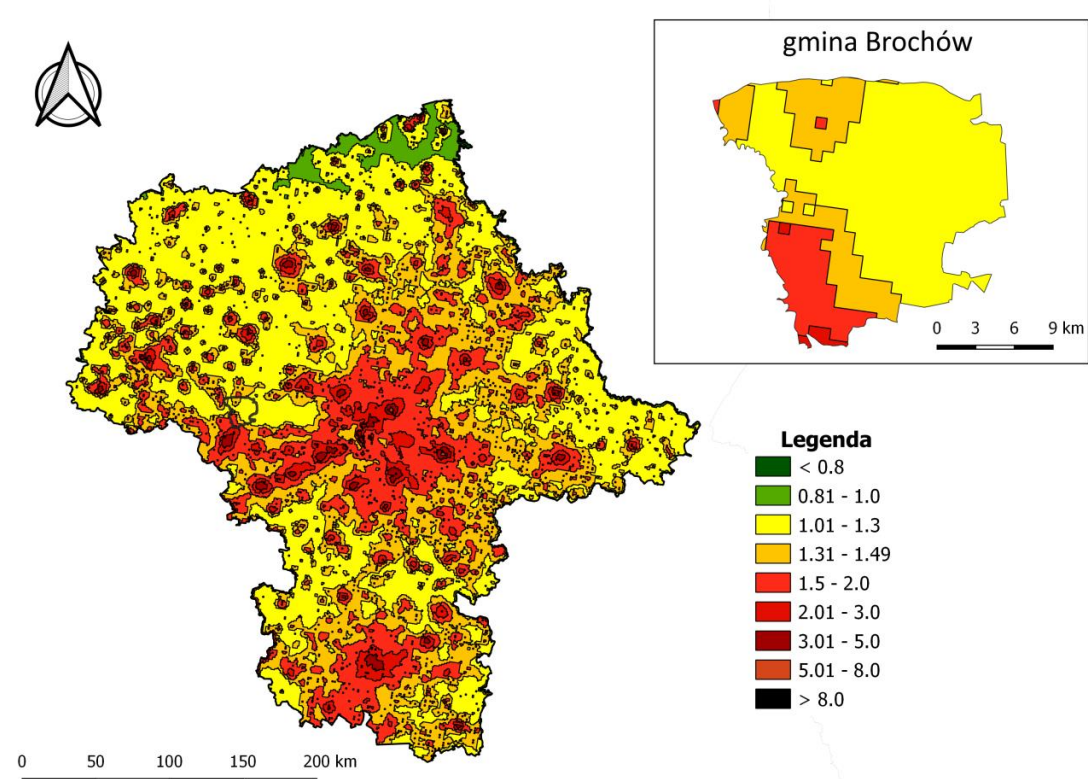 gmina Brochów
0 3 6 9 km
Legenda
< 0.8
0.81 - 1.0
1.01 - 1.3
1.31 - 1.49
1.5 - 2.0
2.01 - 3.0
3.01 - 5.0
5.01 - 8.0
> 8.0
0 50 100 150 200 km